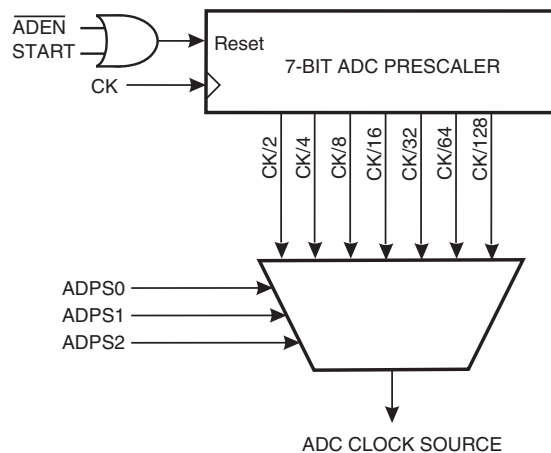 ADEN
START
Reset
7-BIT ADC PRESCALER
CK
CK/2
CK/4
CK/8
CK/16
CK/32
CK/64
CK/128
ADPS0
ADPS1
ADPS2
ADC CLOCK SOURCE